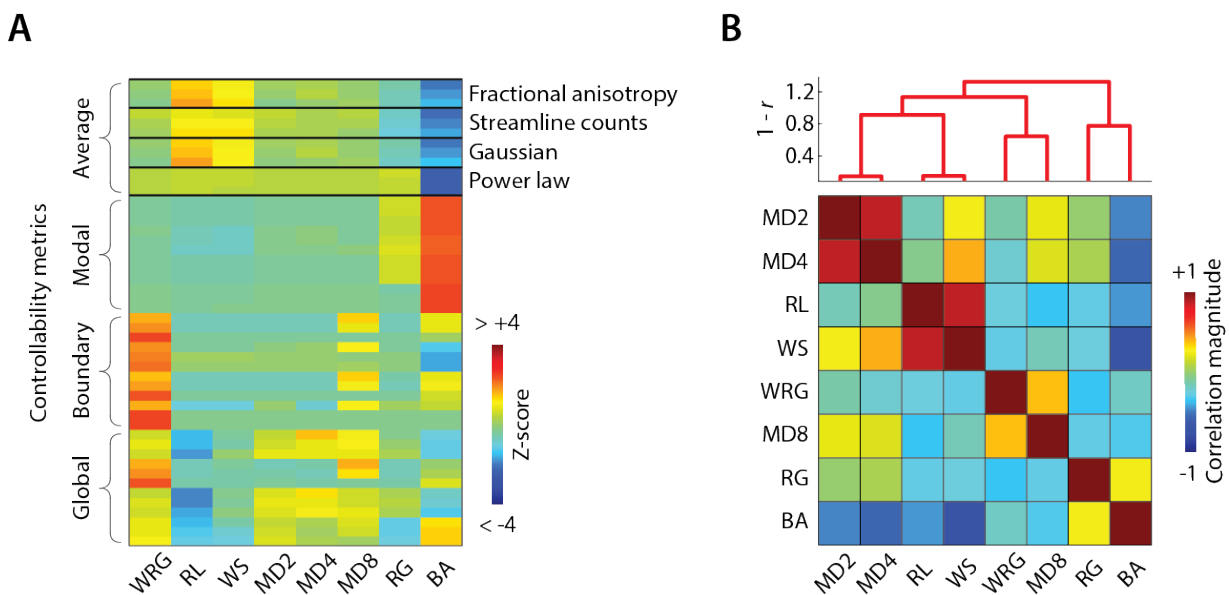 A
Controllability metrics
Average
Modal
Boundary
Global
Fractional anisotropy
Streamline counts
Gaussian
Power law
> +4
Z-score
< -4
WRG RL WS MD2 MD4 MD8 RG BA
B
1 - r
1.2
0.8
0.4
MD2
MD4
RL
WS
WRG
MD8
RG
BA
MD2 MD4 RL WS WRG MD8 RG BA
+1
Correlation magnitude
-1